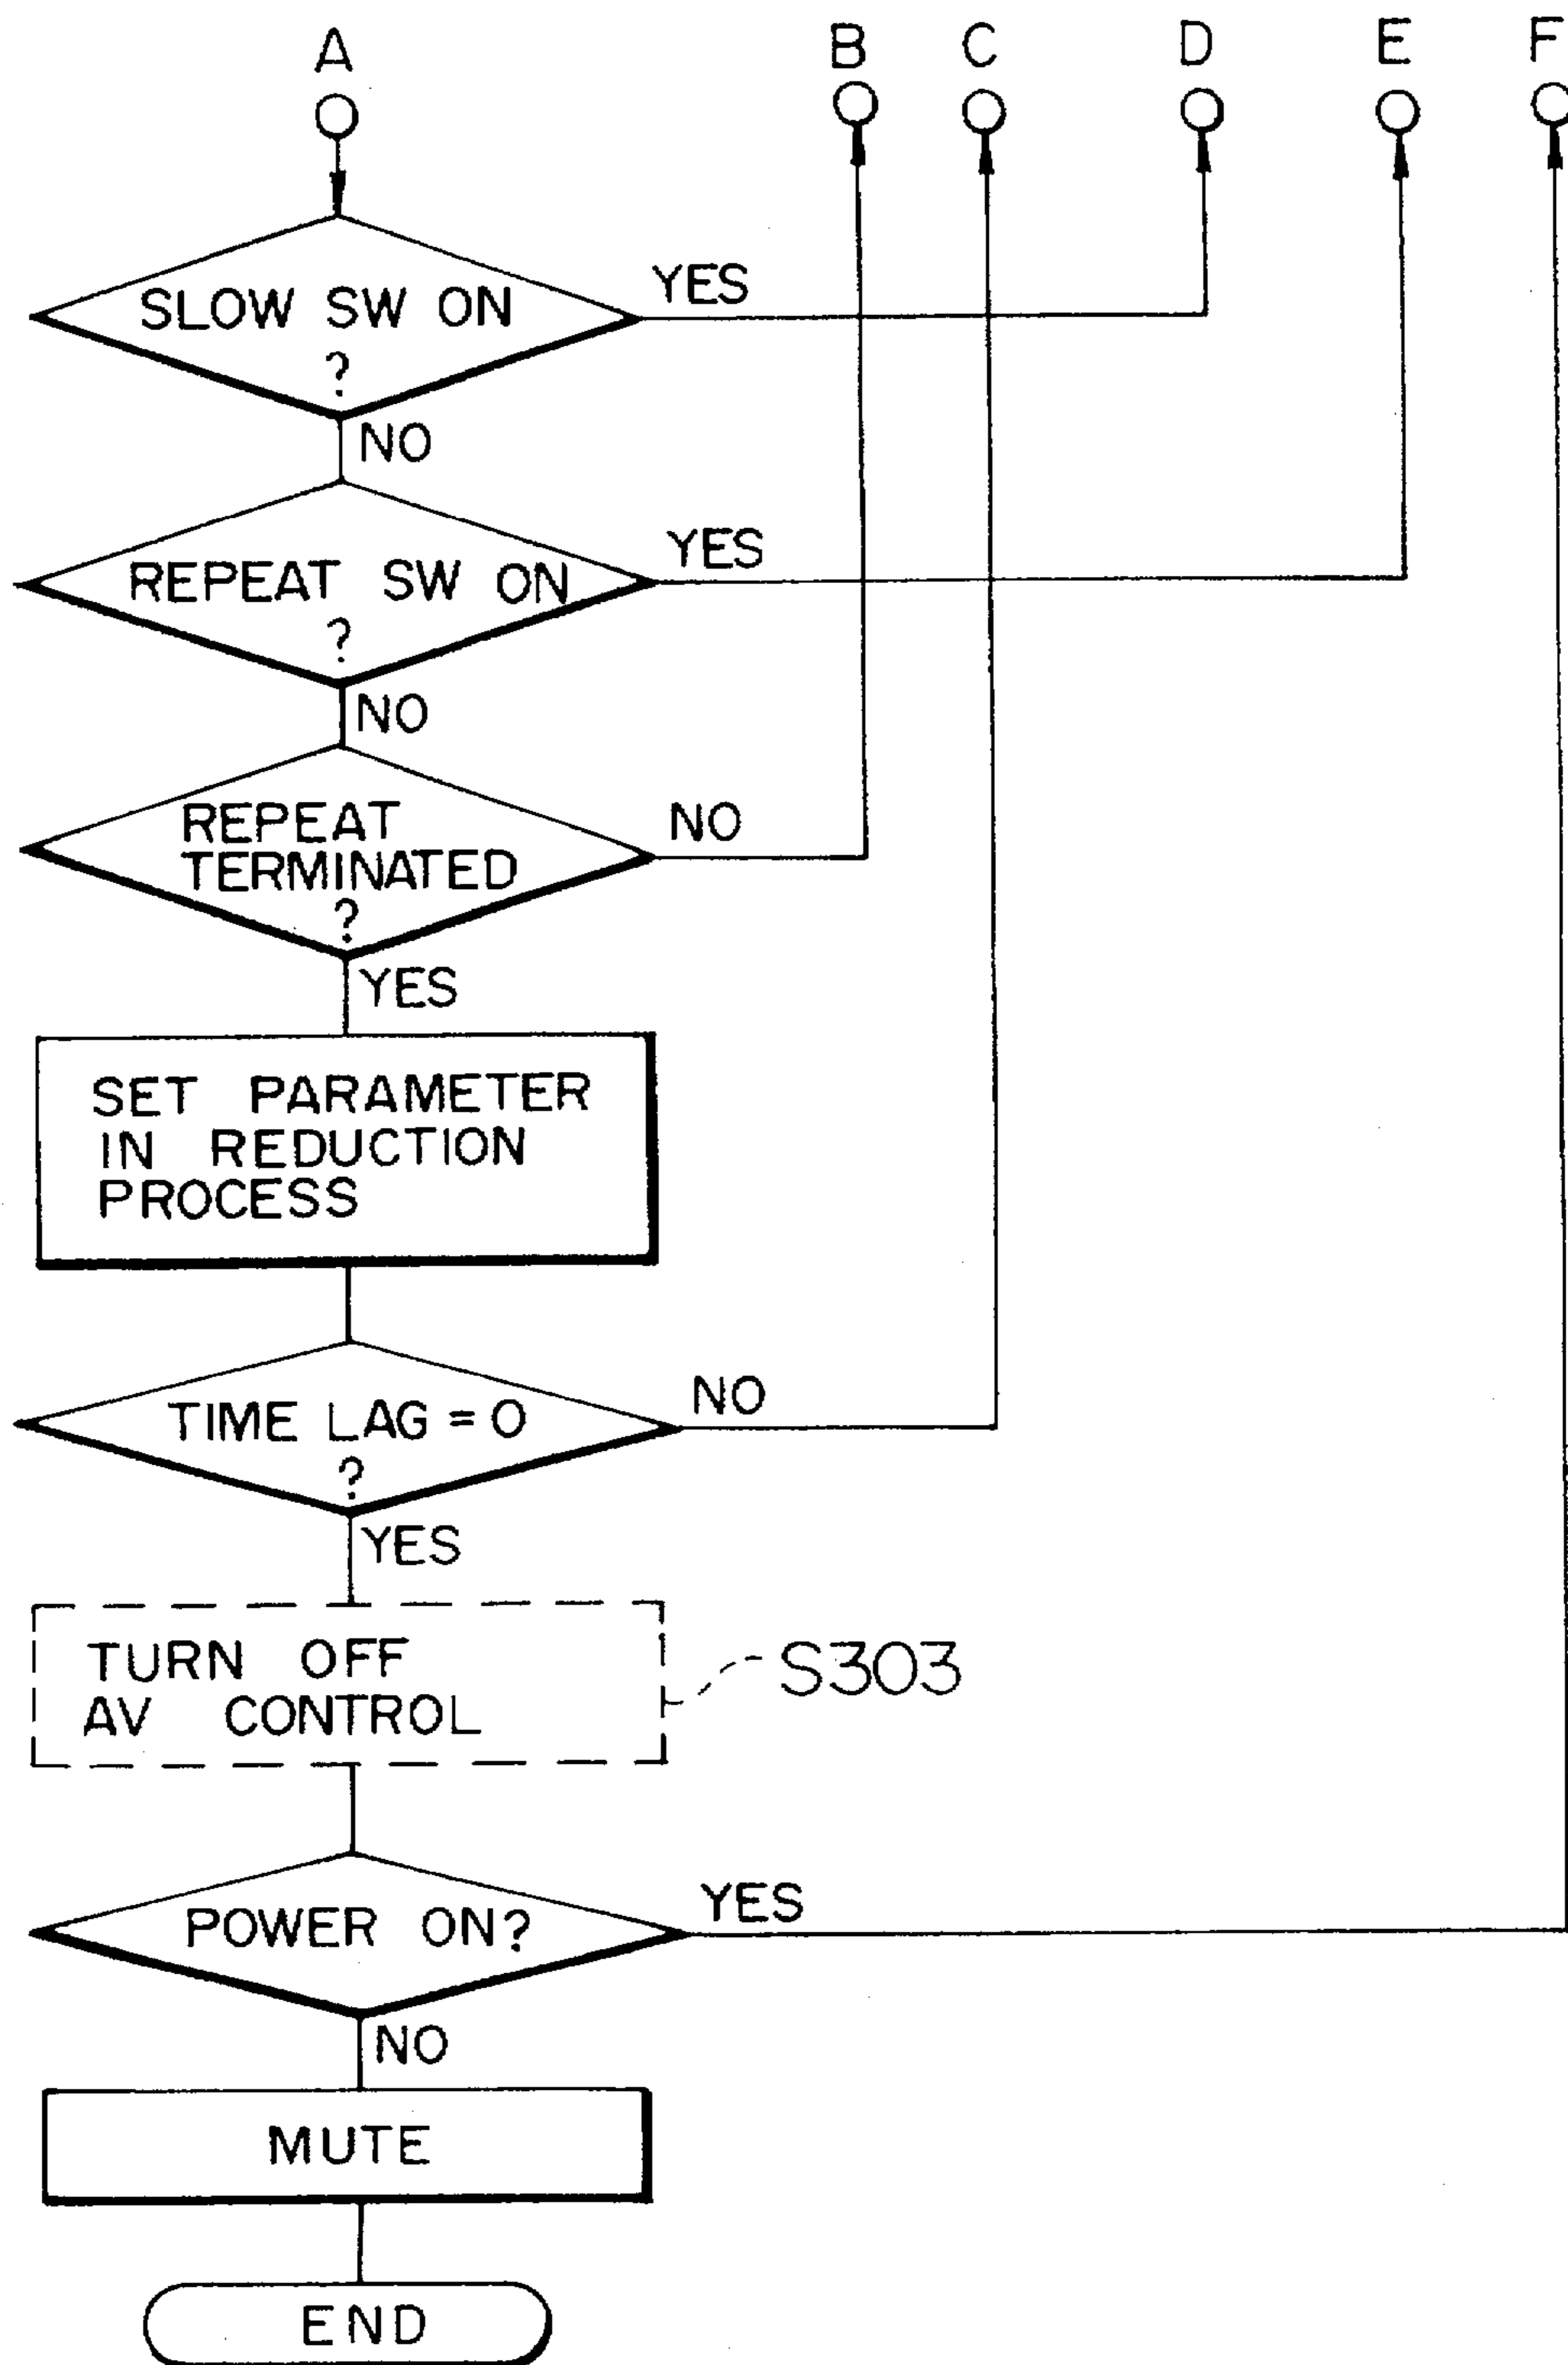 A B C D E F
SLOW SW ON
?
YES
NO
REPEAT SW ON
?
YES
NO
REPEAT
TERMINATED
?
NO
YES
SET PARAMETER
IN REDUCTION
PROCESS
TIME LAG = 0
?
NO
YES
TURN OFF
AV CONTROL
S303
POWER ON?
YES
NO
MUTE
END